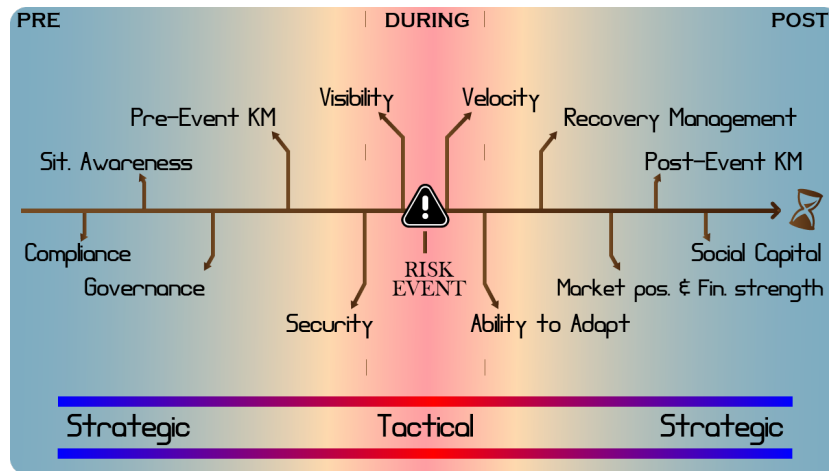 PRE
DURING
POST
Visibility
Velocity
Pre-Event KM
Recovery Management
Sit. Awareness
Post-Event KM
Compliance
Social Capital
Governance
RISK
EVENT
Market pos. & Fin. strength
Security
Ability to Adapt
Strategic
Tactical
Strategic